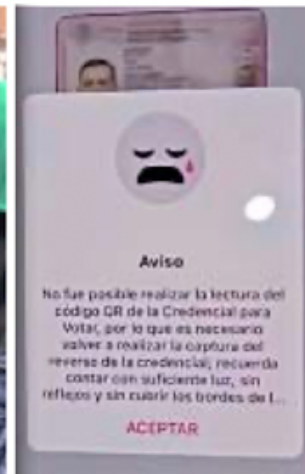 Aviso
No fue posible realizar la lectura del
código QR de la Credencial para
Votar, por lo que es necesario
volver a realizar la captura del
reverso de la credencial; recuerda
contar con suficiente luz, sin
reflejos y sin cubrir los bordes de l...
ACEPTAR